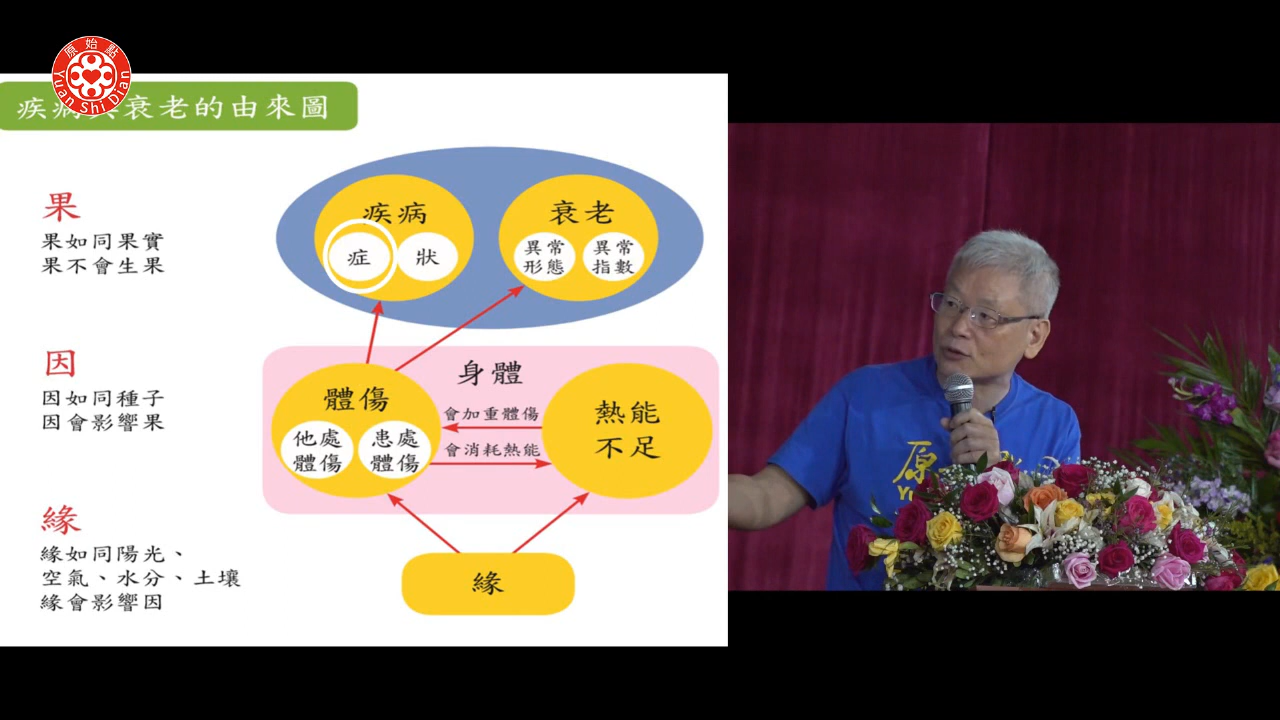 原始點
Yuan Shi Dian
疾病與衰老的由來圖
果
果如同果實
果不會生果
疾病
症
狀
衰老
異常
形態
異常
指數
因
因如同種子
因會影響果
身體
體傷
他處
體傷
患處
體傷
會加重體傷
會消耗熱能
熱能
不足
緣
緣如同陽光、
空氣、水分、土壤
緣會影響因
緣
原